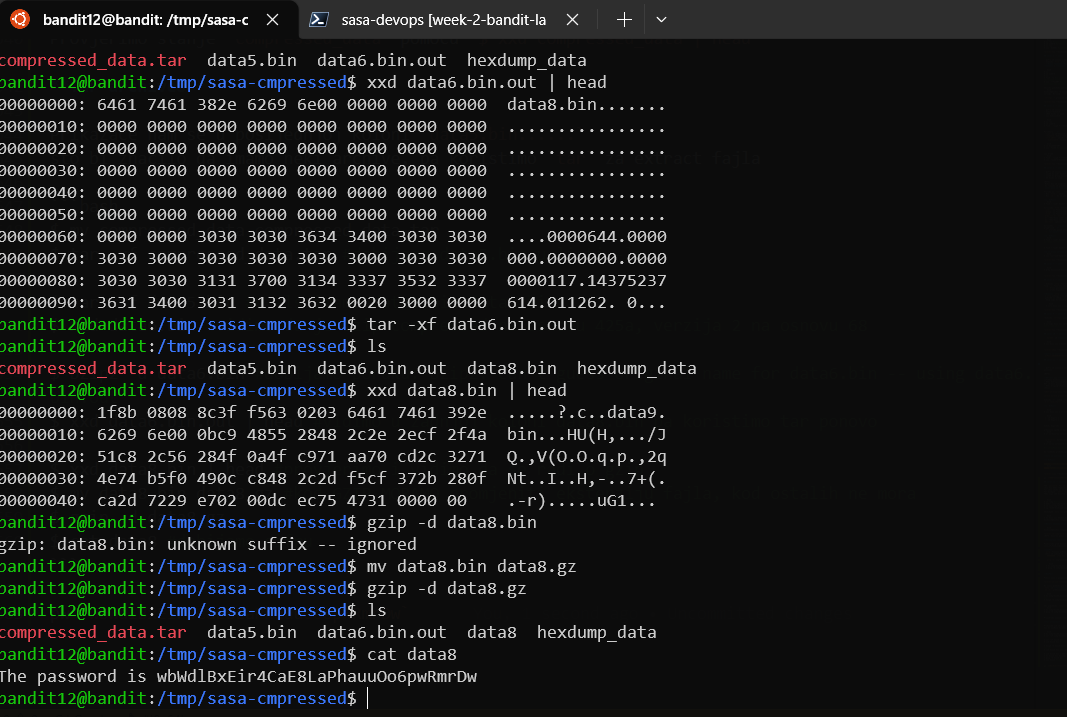 bandit12@bandit: /tmp/sasa-c
sasa-devops [week-2-bandit-la
compressed_data.tar  data5.bin  data6.bin.out  hexdump_data
bandit12@bandit:/tmp/sasa-cmpressed$ xxd data6.bin.out | head
00000000: 6461 7461 382e 6269 6e00 0000 0000 0000  data8.bin.......
00000010: 0000 0000 0000 0000 0000 0000 0000 0000  ................
00000020: 0000 0000 0000 0000 0000 0000 0000 0000  ................
00000030: 0000 0000 0000 0000 0000 0000 0000 0000  ................
00000040: 0000 0000 0000 0000 0000 0000 0000 0000  ................
00000050: 0000 0000 0000 0000 0000 0000 0000 0000  ................
00000060: 0000 0000 3030 3030 3634 3400 3030 3030  ....0000644.0000
00000070: 3030 3000 3030 3030 3030 3000 3030 3030  000.0000000.0000
00000080: 3030 3030 3131 3700 3134 3337 3532 3337  0000117.14375237
00000090: 3631 3400 3031 3132 3632 0020 3000 0000  614.011262. 0...
bandit12@bandit:/tmp/sasa-cmpressed$ tar -xf data6.bin.out
bandit12@bandit:/tmp/sasa-cmpressed$ ls
compressed_data.tar  data5.bin  data6.bin.out  data8.bin  hexdump_data
bandit12@bandit:/tmp/sasa-cmpressed$ xxd data8.bin | head
00000000: 1f8b 0808 8c3f f563 0203 6461 7461 392e  .....?.c..data9.
00000010: 6269 6e00 0bc9 4855 2848 2c2e 2ecf 2f4a  bin...HU(H,.../J
00000020: 51c8 2c56 284f 0a4f c971 aa70 cd2c 3271  Q.,V(O.O.q.p.,2q
00000030: 4e74 b5f0 490c c848 2c2d f5cf 372b 280f  Nt..I..H,-..7+(.
00000040: ca2d 7229 e702 00dc ec75 4731 0000 00    .-r).....uG1...
bandit12@bandit:/tmp/sasa-cmpressed$ gzip -d data8.bin
gzip: data8.bin: unknown suffix -- ignored
bandit12@bandit:/tmp/sasa-cmpressed$ mv data8.bin data8.gz
bandit12@bandit:/tmp/sasa-cmpressed$ gzip -d data8.gz
bandit12@bandit:/tmp/sasa-cmpressed$ ls
compressed_data.tar  data5.bin  data6.bin.out  data8  hexdump_data
bandit12@bandit:/tmp/sasa-cmpressed$ cat data8
The password is wbWdlBxEir4CaE8LaPhauuOo6pwRmrDw
bandit12@bandit:/tmp/sasa-cmpressed$